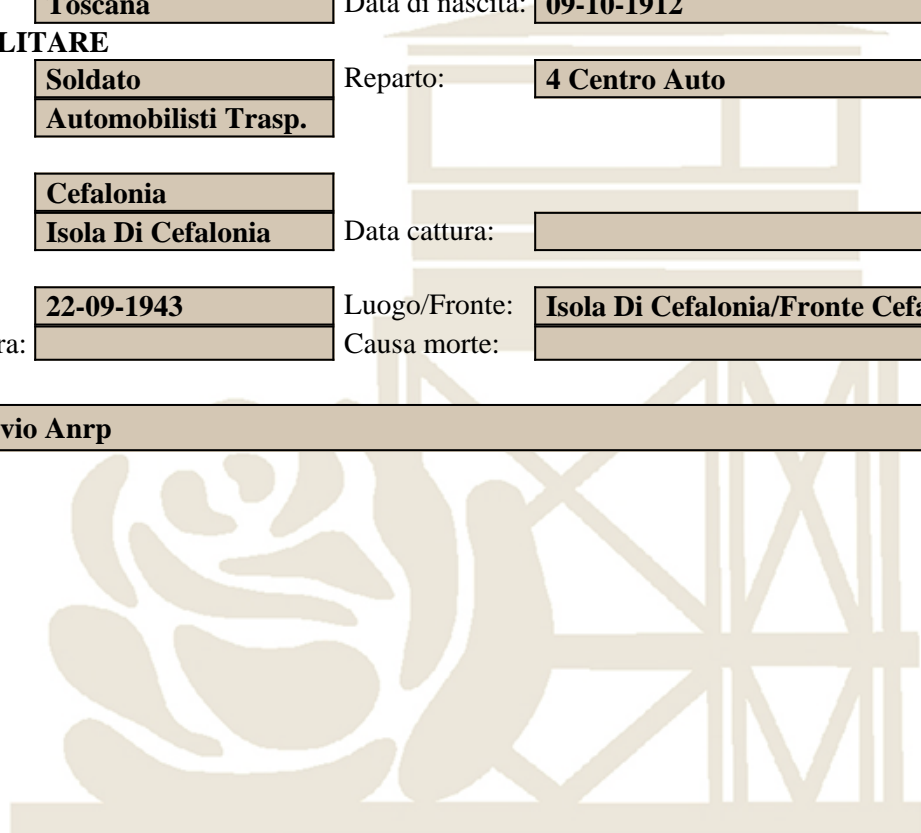 Toscana Data di nascita: 09-10-1912
LITARE
Soldato Reparto: 4 Centro Auto
Automobilisti Trasp.
Cefalonia
Isola Di Cefalonia Data cattura:
22-09-1943 Luogo/Fronte: Isola Di Cefalonia/Fronte Cefa
ra: Causa morte:
vio Anrp